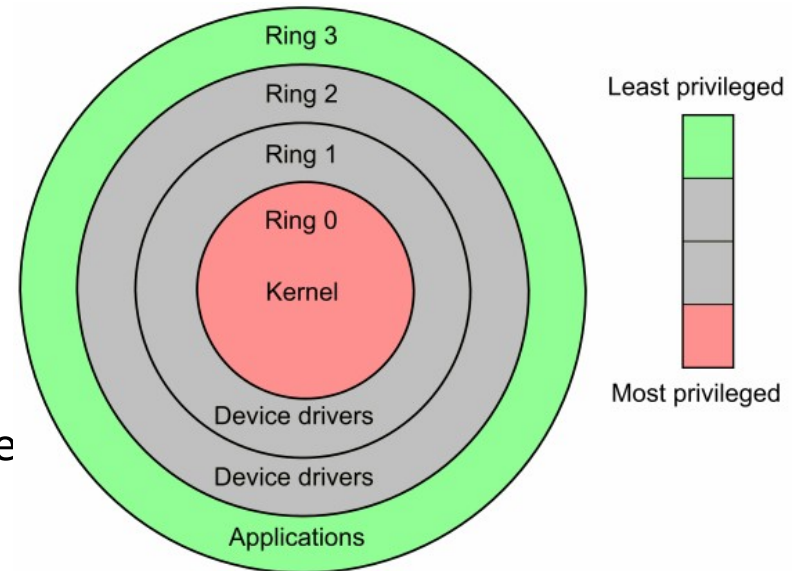 Ring 3
Ring 2
Ring 1
Ring 0
Kernel
Device drivers
Device drivers
Applications
Least privileged
Most privileged
e